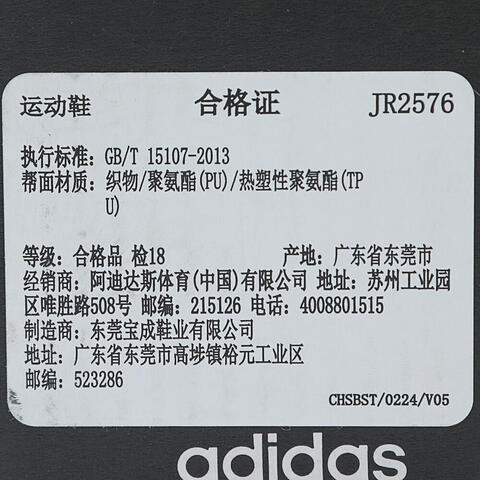 运动鞋 合格证 JR2576
执行标准: GB/T 15107-2013
帮面材质: 织物/聚氨酯(PU)/热塑性聚氨酯(TP
U)
等级: 合格品 检18 产地: 广东省东莞市
经销商: 阿迪达斯体育(中国)有限公司 地址: 苏州工业园
区唯胜路508号 邮编: 215126 电话: 4008801515
制造商: 东莞宝成鞋业有限公司
地址: 广东省东莞市高埗镇裕元工业区
邮编: 523286
CHSBST/0224/V05
adidas